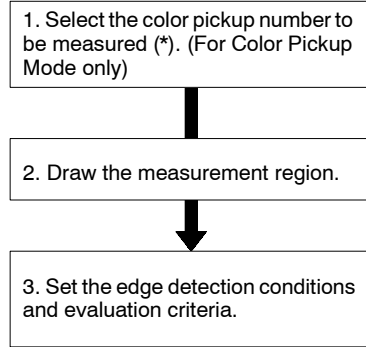 1. Select the color pickup number to
be measured (*). (For Color Pickup
Mode only)
2. Draw the measurement region.
3. Set the edge detection conditions
and evaluation criteria.